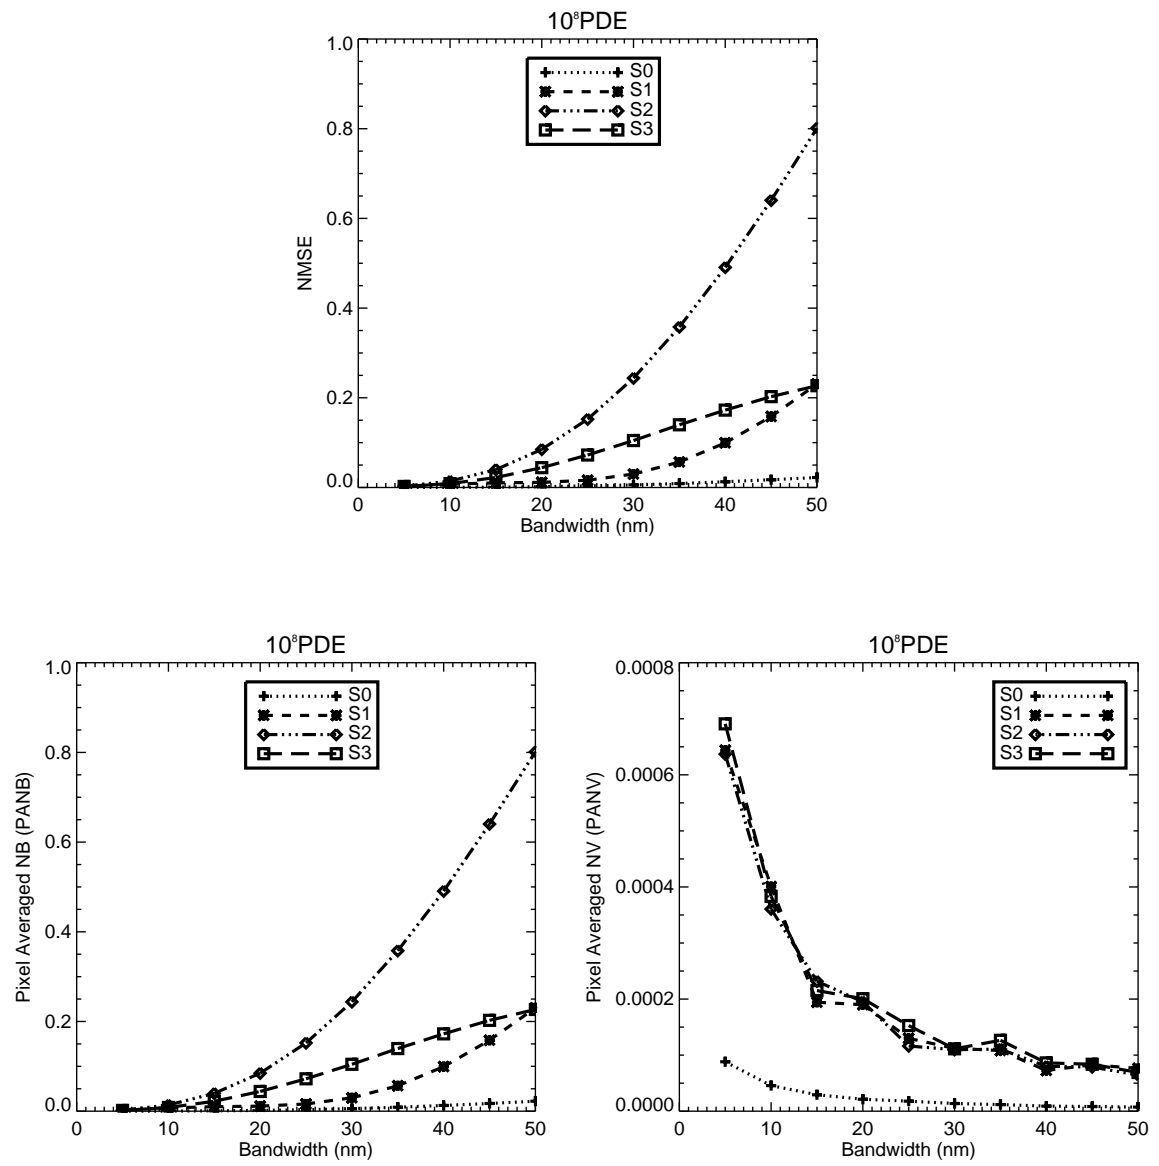 10⁸PDE
1.0
0.8
0.6
0.4
0.2
0.0
NMSE
S0
S1
S2
S3
0 10 20 30 40 50
Bandwidth (nm)
10⁸PDE
1.0
0.8
0.6
0.4
0.2
0.0
Pixel Averaged NB (PANB)
S0
S1
S2
S3
0 10 20 30 40 50
Bandwidth (nm)
10⁸PDE
0.0008
0.0006
0.0004
0.0002
0.0000
Pixel Averaged NV (PANV)
S0
S1
S2
S3
0 10 20 30 40 50
Bandwidth (nm)